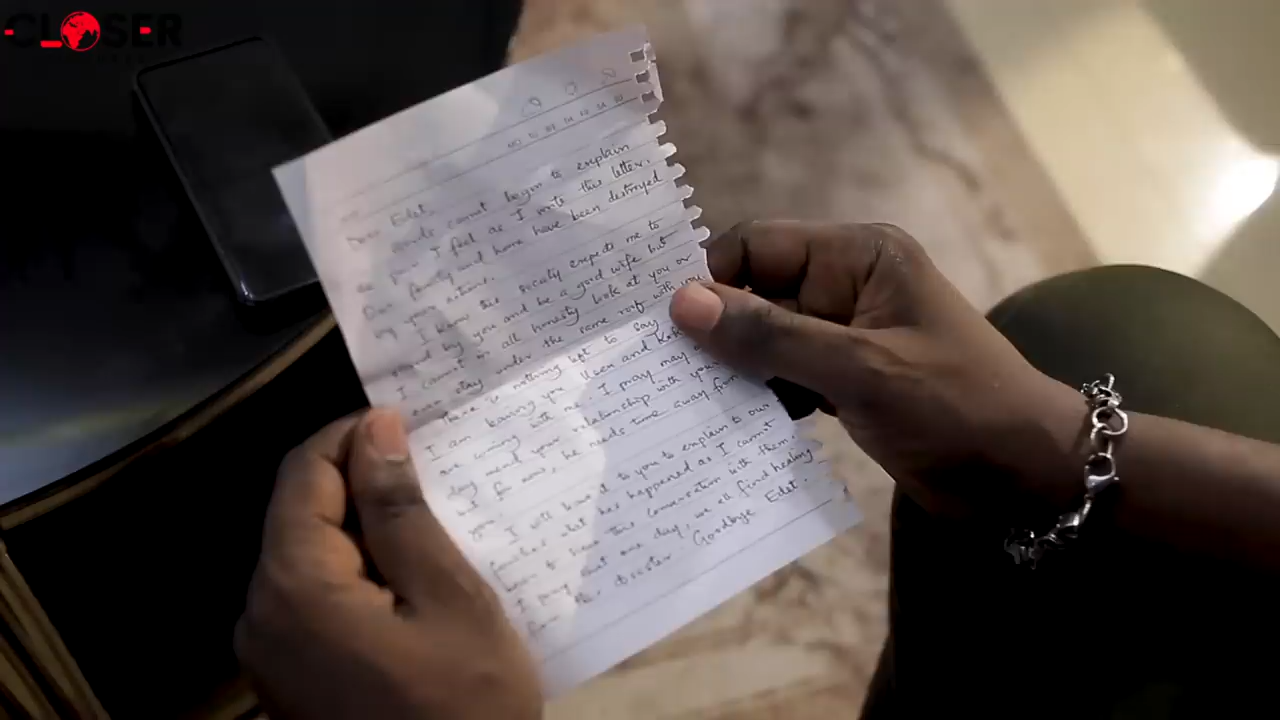 CLOSER
Dear Edet,
words cannot begin to explain
the pain I feel as I write this letter.
Our family and home have been destroyed
by your actions.
I know this society expects me to
stand by you and be a good wife but
I cannot in all honesty look at you or
even stay under the same roof with you.
There is nothing left to say
I am leaving you. and
are coming with me. I pray may
day mend your relationship with you
but for now, he needs time away from
you.
I will leave it to you to explain to our
families what has happened as I cannot
bear to have this conversation with them.
I pray that one day, we all find healing
from this disaster. Goodbye Edet.